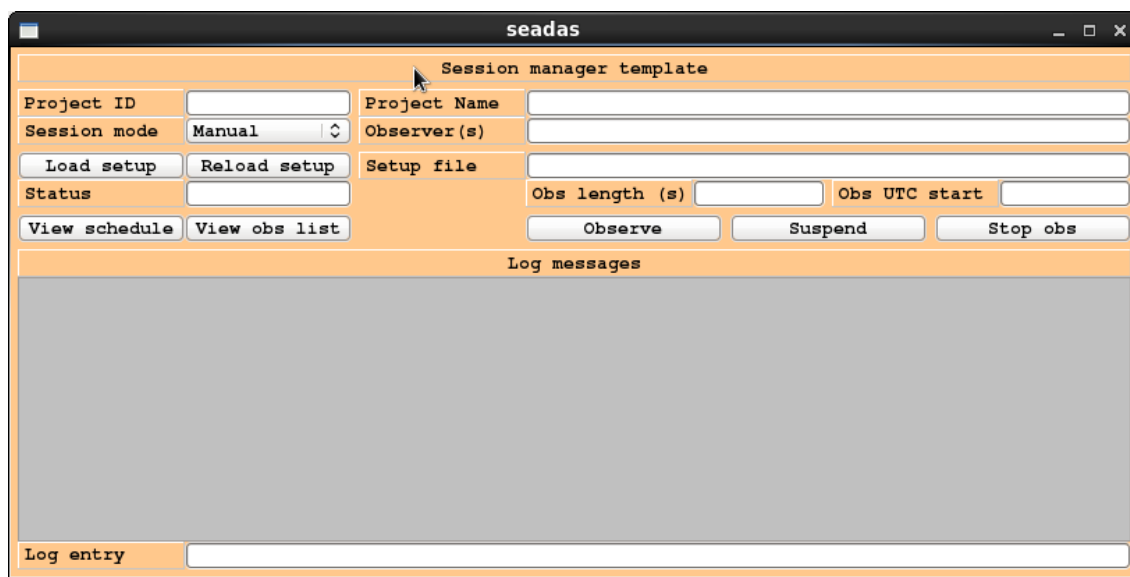 seadas
Session manager template
Project ID Project Name
Session mode Manual Observer(s)
Load setup Reload setup Setup file
Status Obs length (s) Obs UTC start
View schedule View obs list Observe Suspend Stop obs
Log messages
Log entry